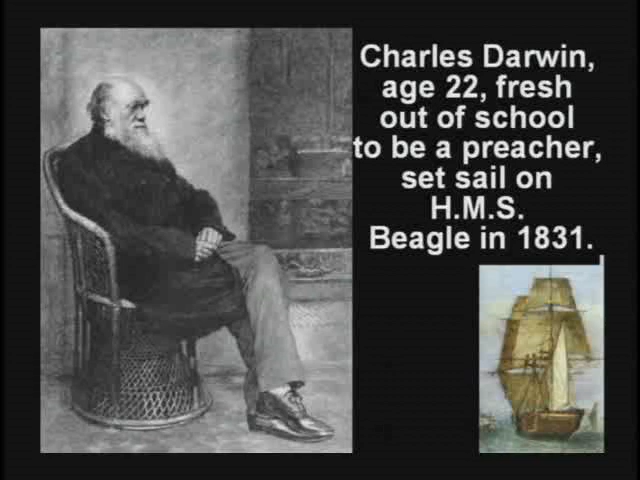 Charles Darwin,
age 22, fresh
out of school
to be a preacher,
set sail on
H.M.S.
Beagle in 1831.